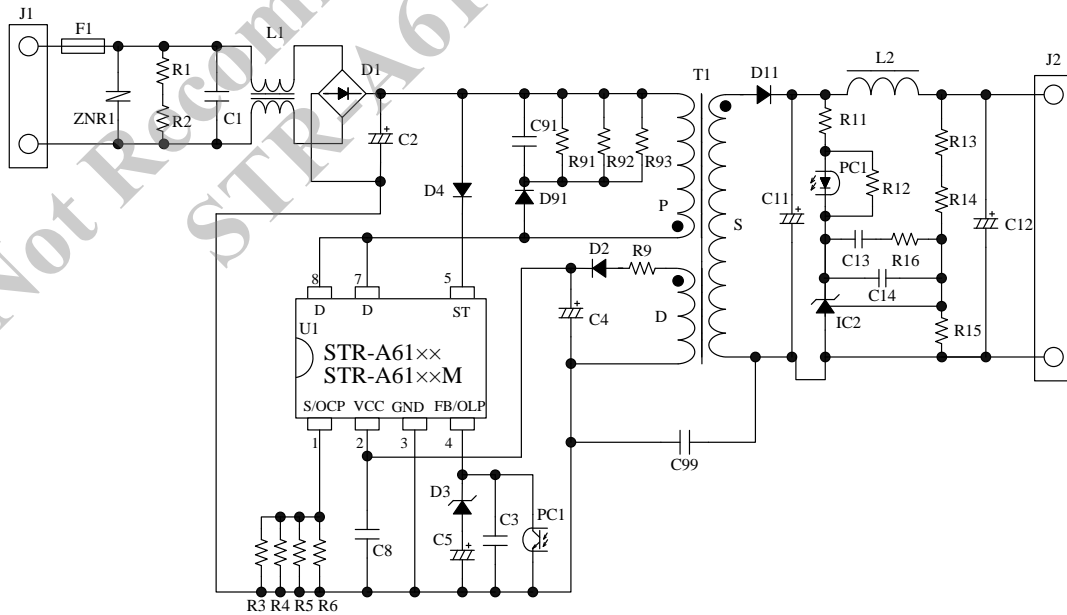 Not Recom
STR-A61
J1
F1
L1
D1
ZNR1
R1
R2
C1
C2
C91
R91
R92
R93
D4
D91
T1
P
S
D
D11
L2
J2
R11
PC1
R12
R13
R14
C11
C12
C13
R16
C14
IC2
R15
D2
R9
C4
8
7
5
D
D
ST
U1
STR-A61××
STR-A61××M
S/OCP
VCC
GND
FB/OLP
1
2
3
4
C99
D3
C5
C3
PC1
C8
R3
R4
R5
R6